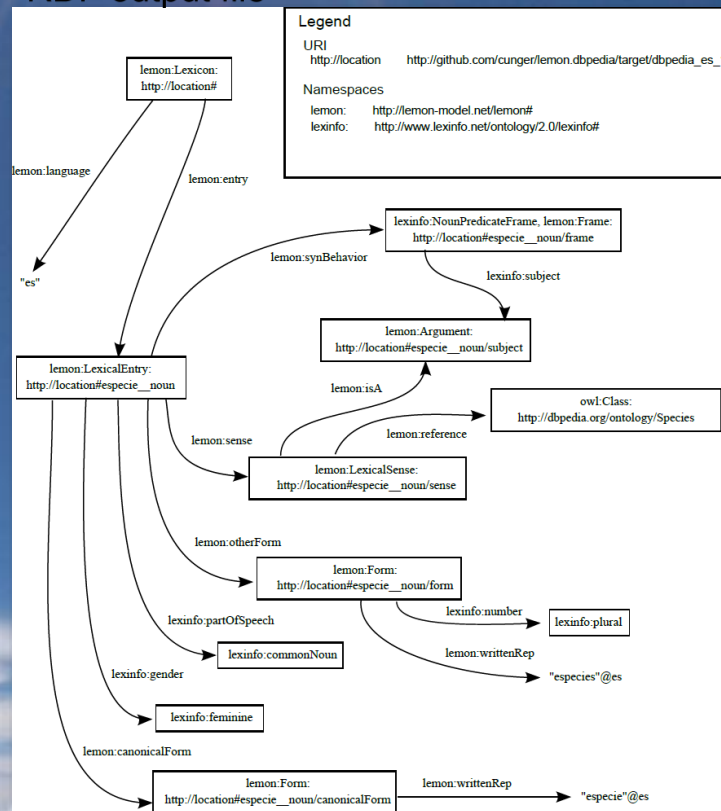 Legend
URI
http://location http://github.com/cunger/lemon.dbpedia/target/dbpedia_es_
Namespaces
lemon: http://lemon-model.net/lemon#
lexinfo: http://www.lexinfo.net/ontology/2.0/lexinfo#
lemon:Lexicon:
http://location#
lemon:language
lemon:entry
"es"
lexinfo:NounPredicateFrame, lemon:Frame:
http://location#especie__noun/frame
lemon:synBehavior
lexinfo:subject
lemon:Argument:
http://location#especie__noun/subject
lemon:LexicalEntry:
http://location#especie__noun
lemon:isA
owl:Class:
http://dbpedia.org/ontology/Species
lemon:reference
lemon:sense
lemon:LexicalSense:
http://location#especie__noun/sense
lemon:otherForm
lemon:Form:
http://location#especie__noun/form
lexinfo:number
lexinfo:plural
lexinfo:partOfSpeech
lexinfo:commonNoun
lemon:writtenRep
"especies"@es
lexinfo:gender
lexinfo:feminine
lemon:canonicalForm
lemon:Form:
http://location#especie__noun/canonicalForm
lemon:writtenRep
"especie"@es